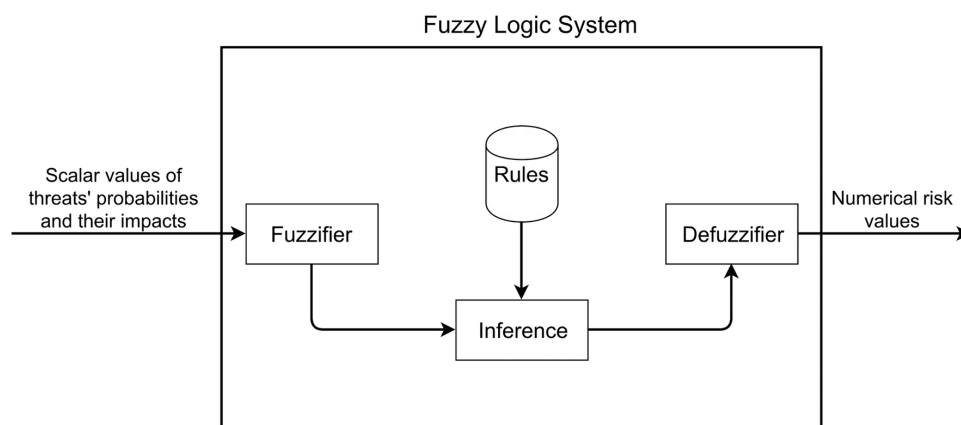 Fuzzy Logic System
Scalar values of
threats' probabilities
and their impacts
Fuzzifier
Rules
Inference
Defuzzifier
Numerical risk
values